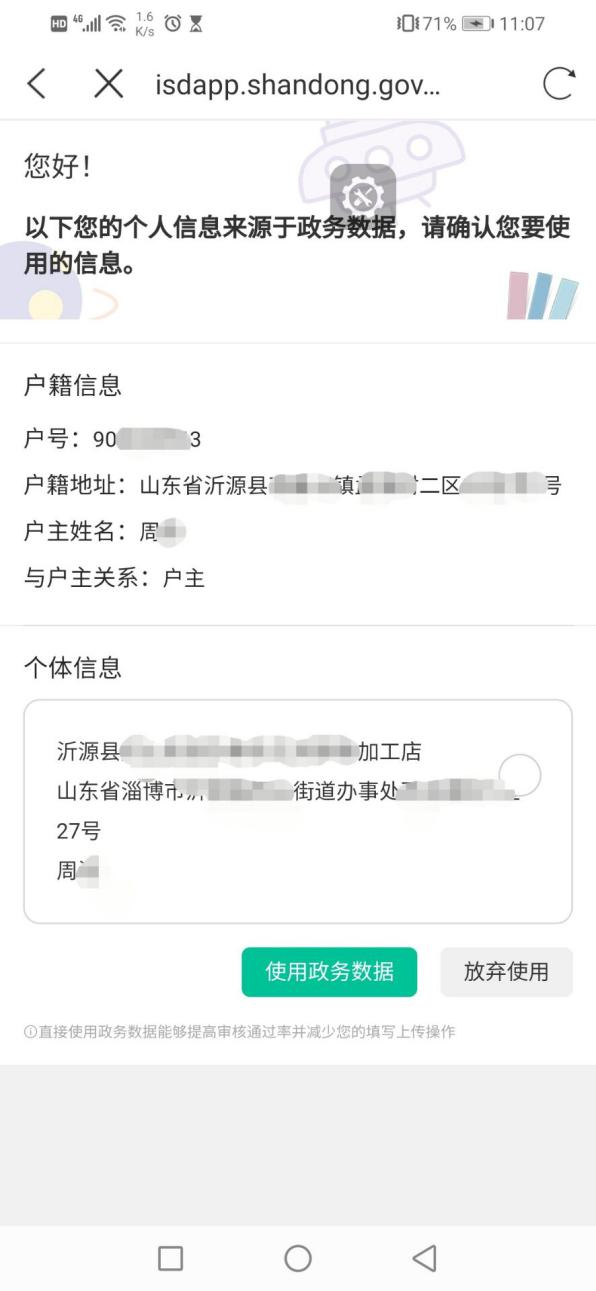 HD 4G 1.6 K/s 71% 11:07
isdapp.shandong.gov...
您好！
以下您的个人信息来源于政务数据，请确认您要使
用的信息。
户籍信息
户号：90 3
户籍地址：山东省沂源县 镇 二区 号
户主姓名：周
与户主关系：户主
个体信息
沂源县 加工店
山东省淄博市 街道办事处
27号
周
使用政务数据 放弃使用
①直接使用政务数据能够提高审核通过率并减少您的填写上传操作